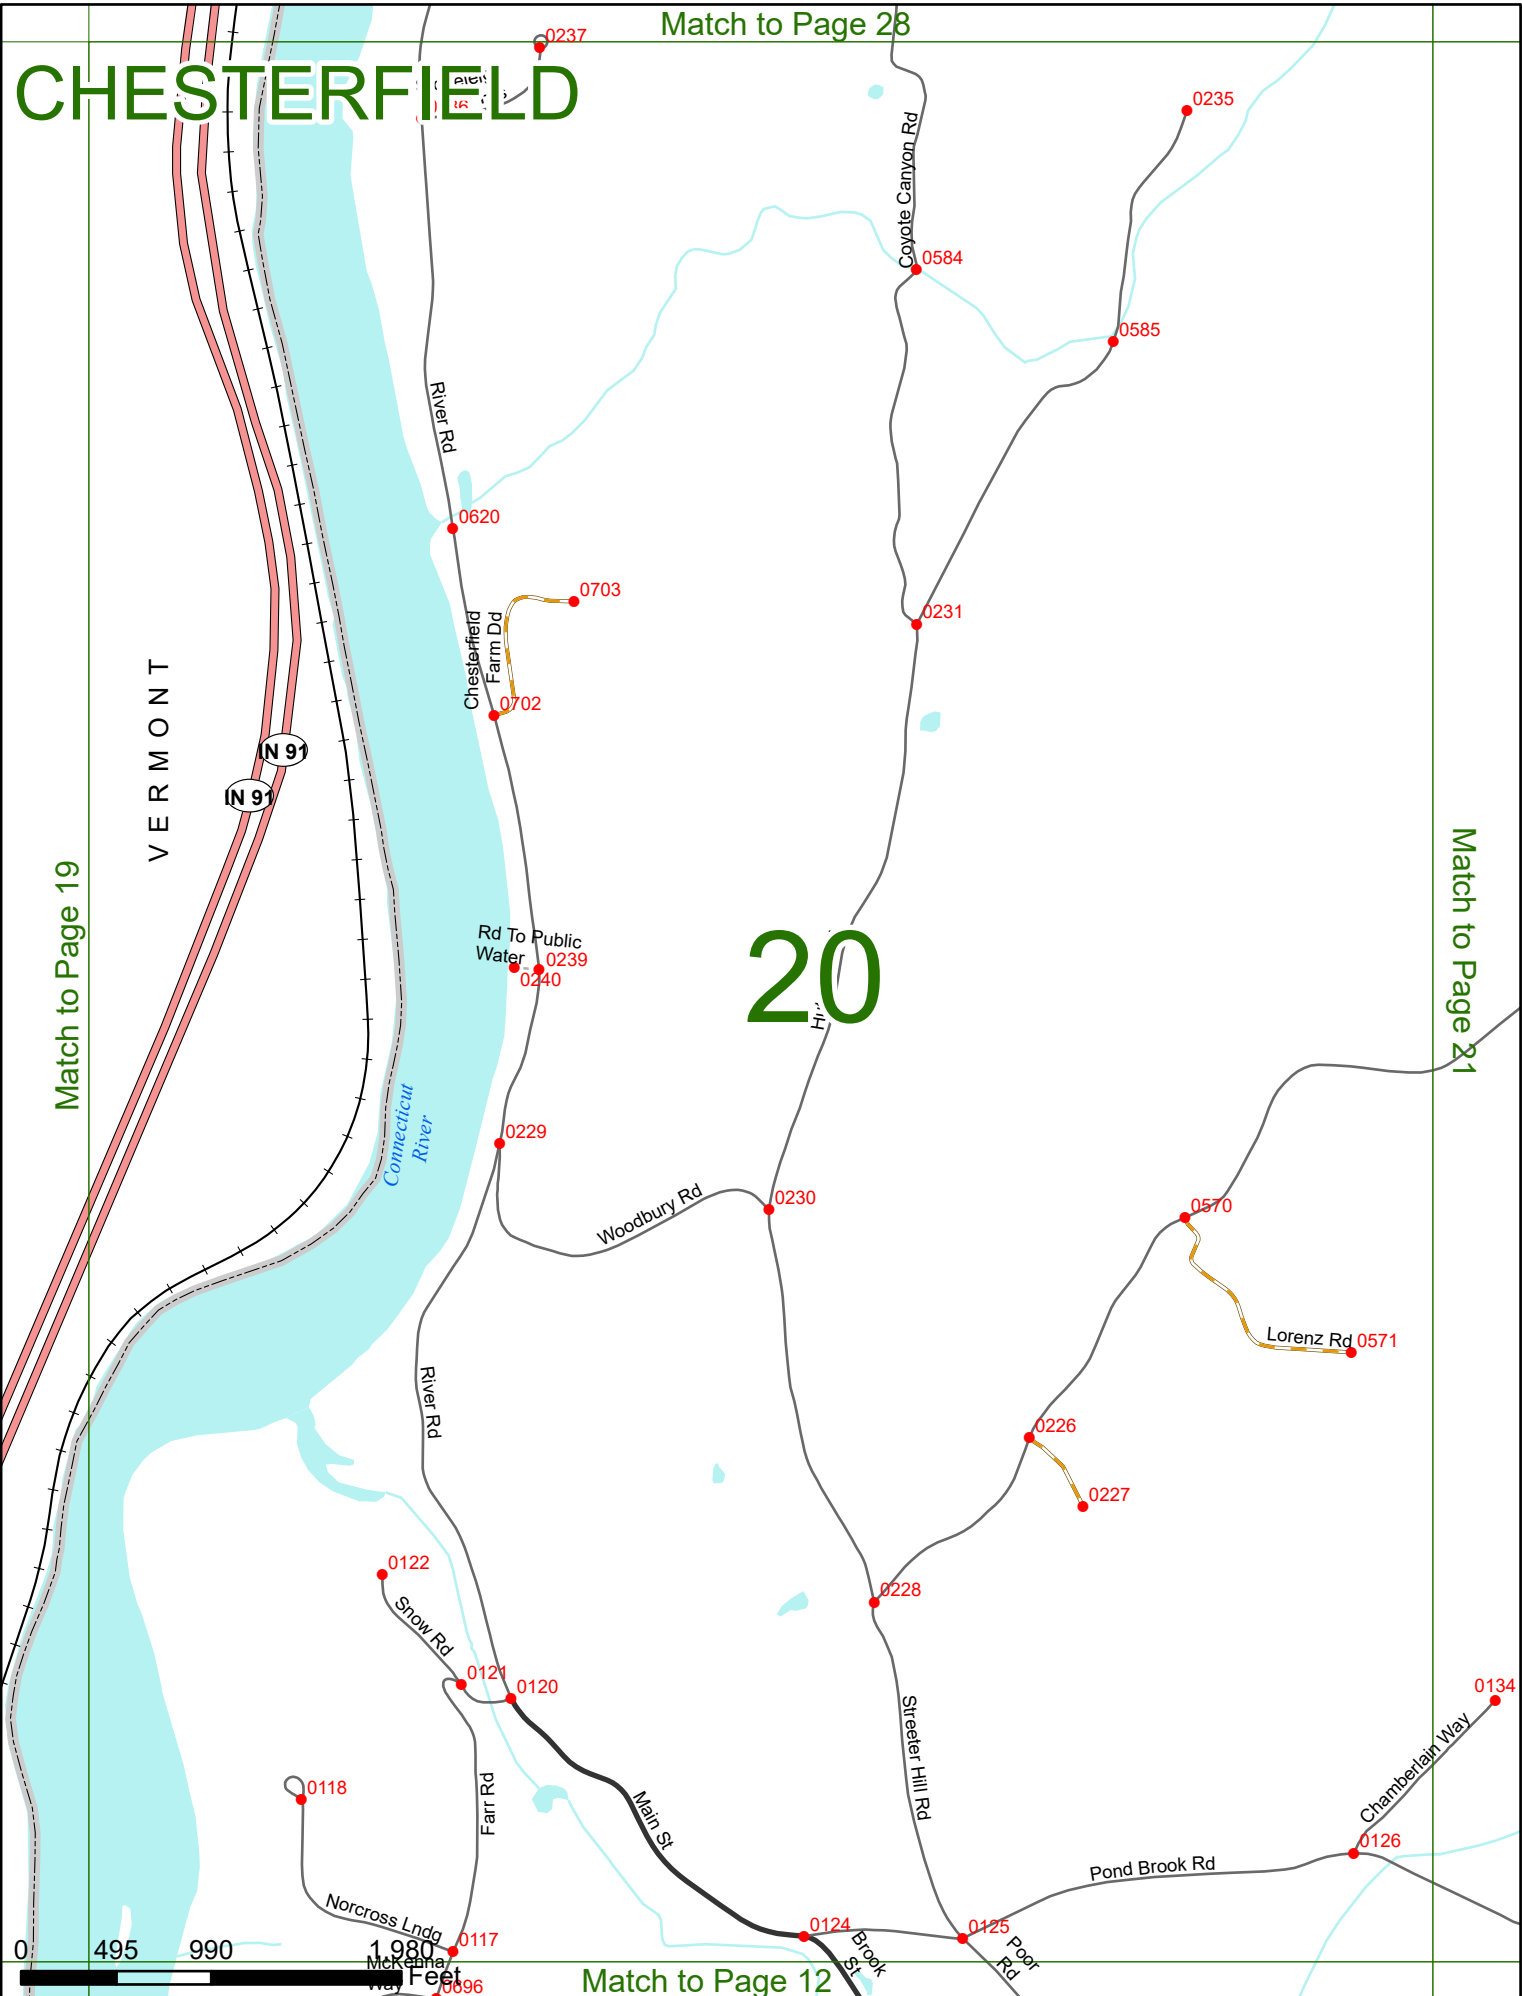 Match to Page 28
0237
CHESTERFIELD
0235
Coyote Canyon Rd
0584
0585
River Rd
0620
0703
Chesterfield
Farm Dd
0702
0231
VERMONT
IN 91
IN 91
Match to Page 19
Match to Page 21
Rd To Public
Water
0239
0240
20
Connecticut
River
0229
Woodbury Rd
0230
0570
Lorenz Rd
0571
River Rd
0226
0227
0122
0228
Snow Rd
0121
0120
0134
Streeter Hill Rd
Chamberlain Way
0118
Farr Rd
Main St
0126
Pond Brook Rd
Norcross Lndg
0117
0124
0125
Brook
St
Poor
Rd
0 495 990 1,980
Feet
McKenna
Way
0696
Match to Page 12